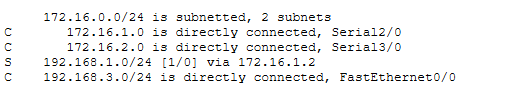 172.16.0.0/24 is subnetted, 2 subnets
C 172.16.1.0 is directly connected, Serial2/0
C 172.16.2.0 is directly connected, Serial3/0
S 192.168.1.0/24 [1/0] via 172.16.1.2
C 192.168.3.0/24 is directly connected, FastEthernet0/0